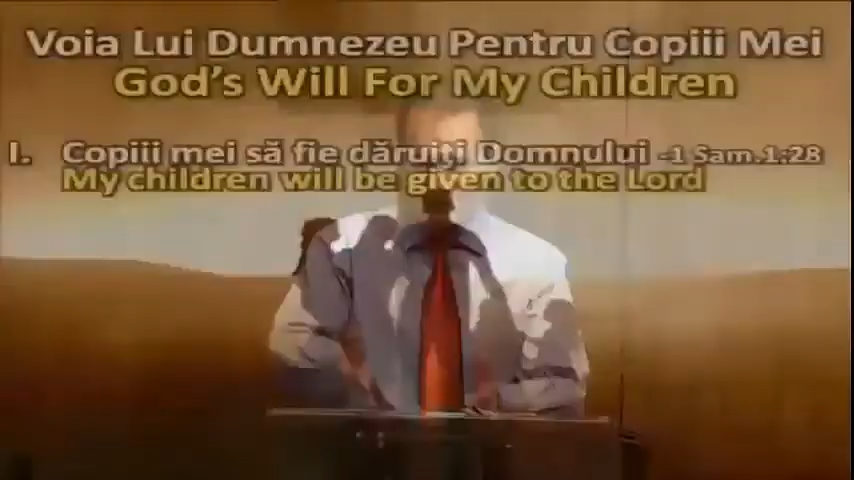 Voia Lui Dumnezeu Pentru Copiii Mei
God's Will For My Children
I. Copiii mei să fie dăruiţi Domnului -1 Sam.1:28
My children will be given to the Lord